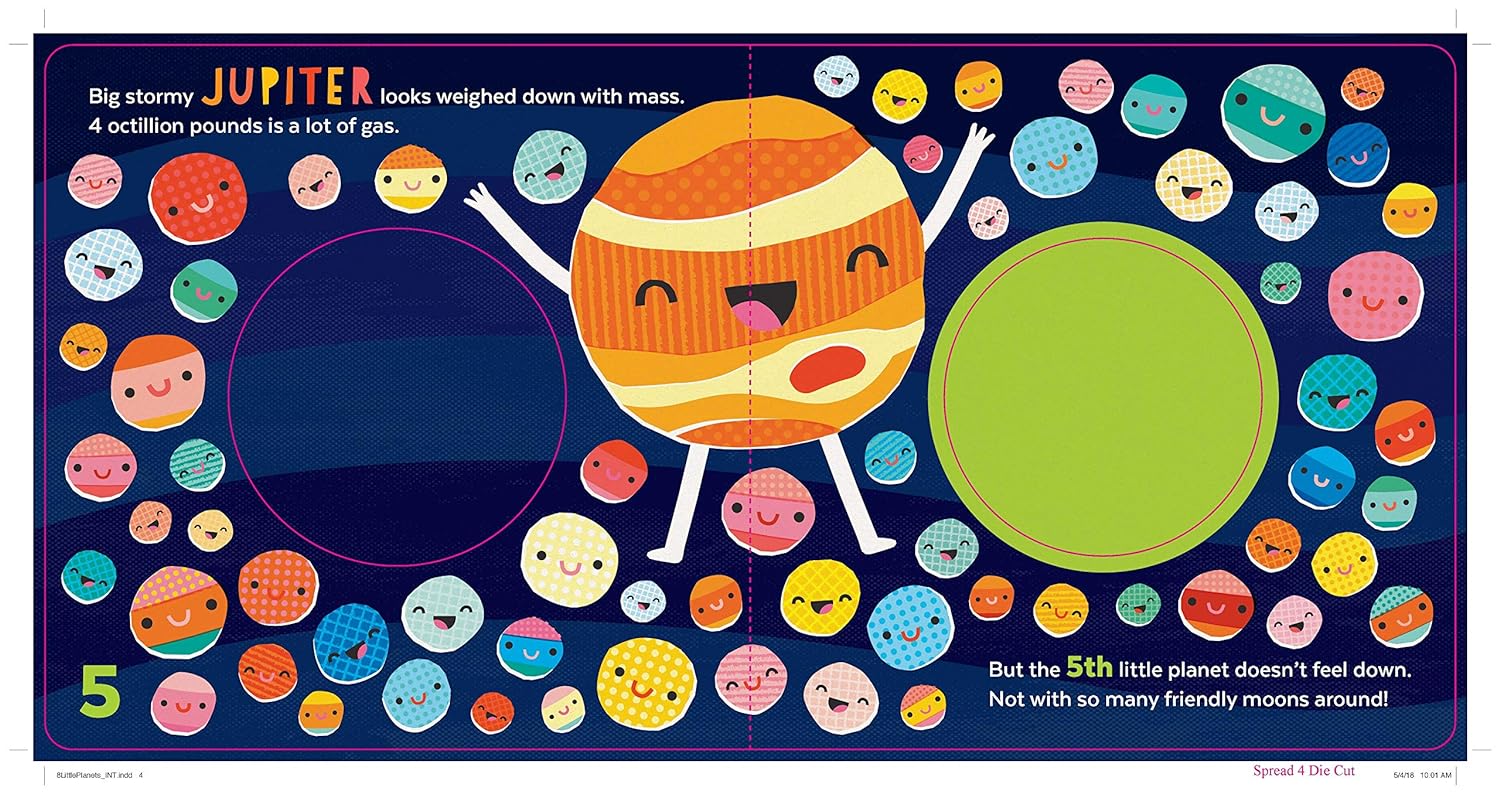 Big stormy JUPITER looks weighed down with mass.
4 octillion pounds is a lot of gas.
5
But the 5th little planet doesn't feel down.
Not with so many friendly moons around!
8LittlePlanets_INT.indd 4
Spread 4 Die Cut
5/4/18 10:01 AM